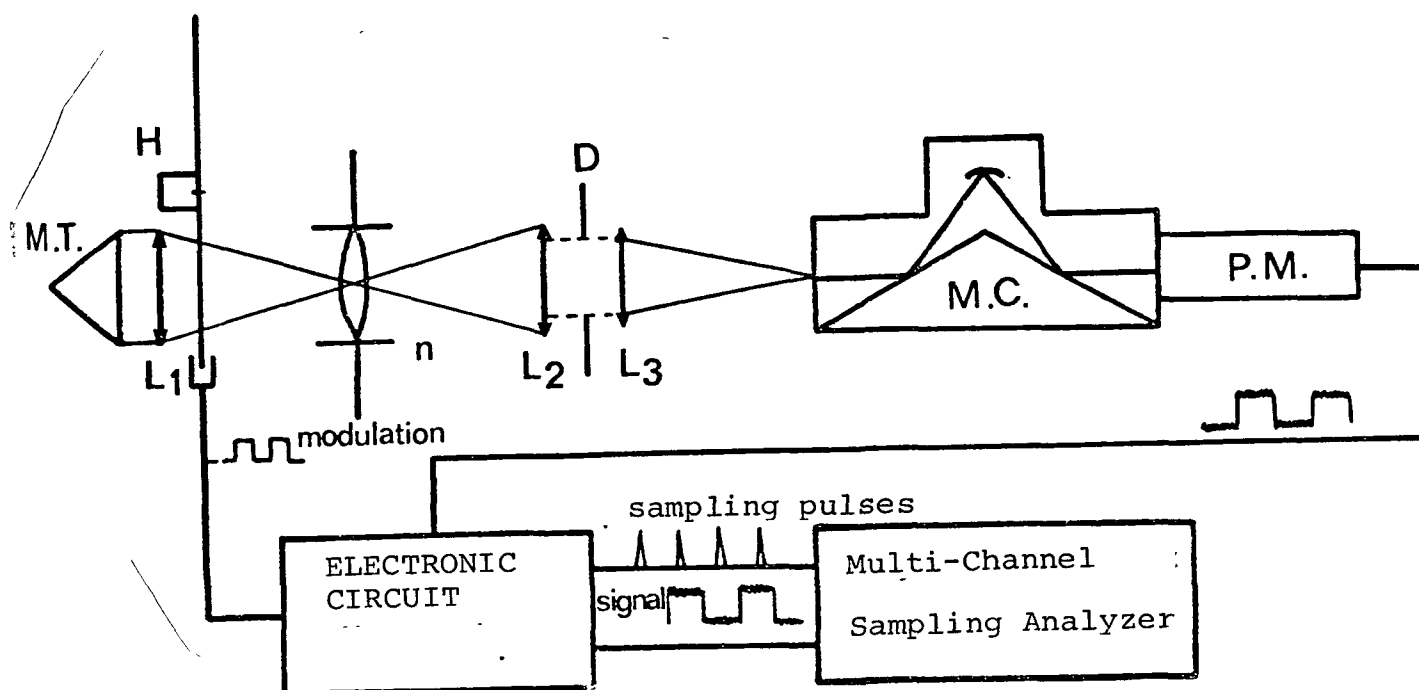 H
D
M.T.
M.C.
P.M.
L1
n
L2
L3
modulation
sampling pulses
ELECTRONIC
CIRCUIT
signal
Multi-Channel
Sampling Analyzer